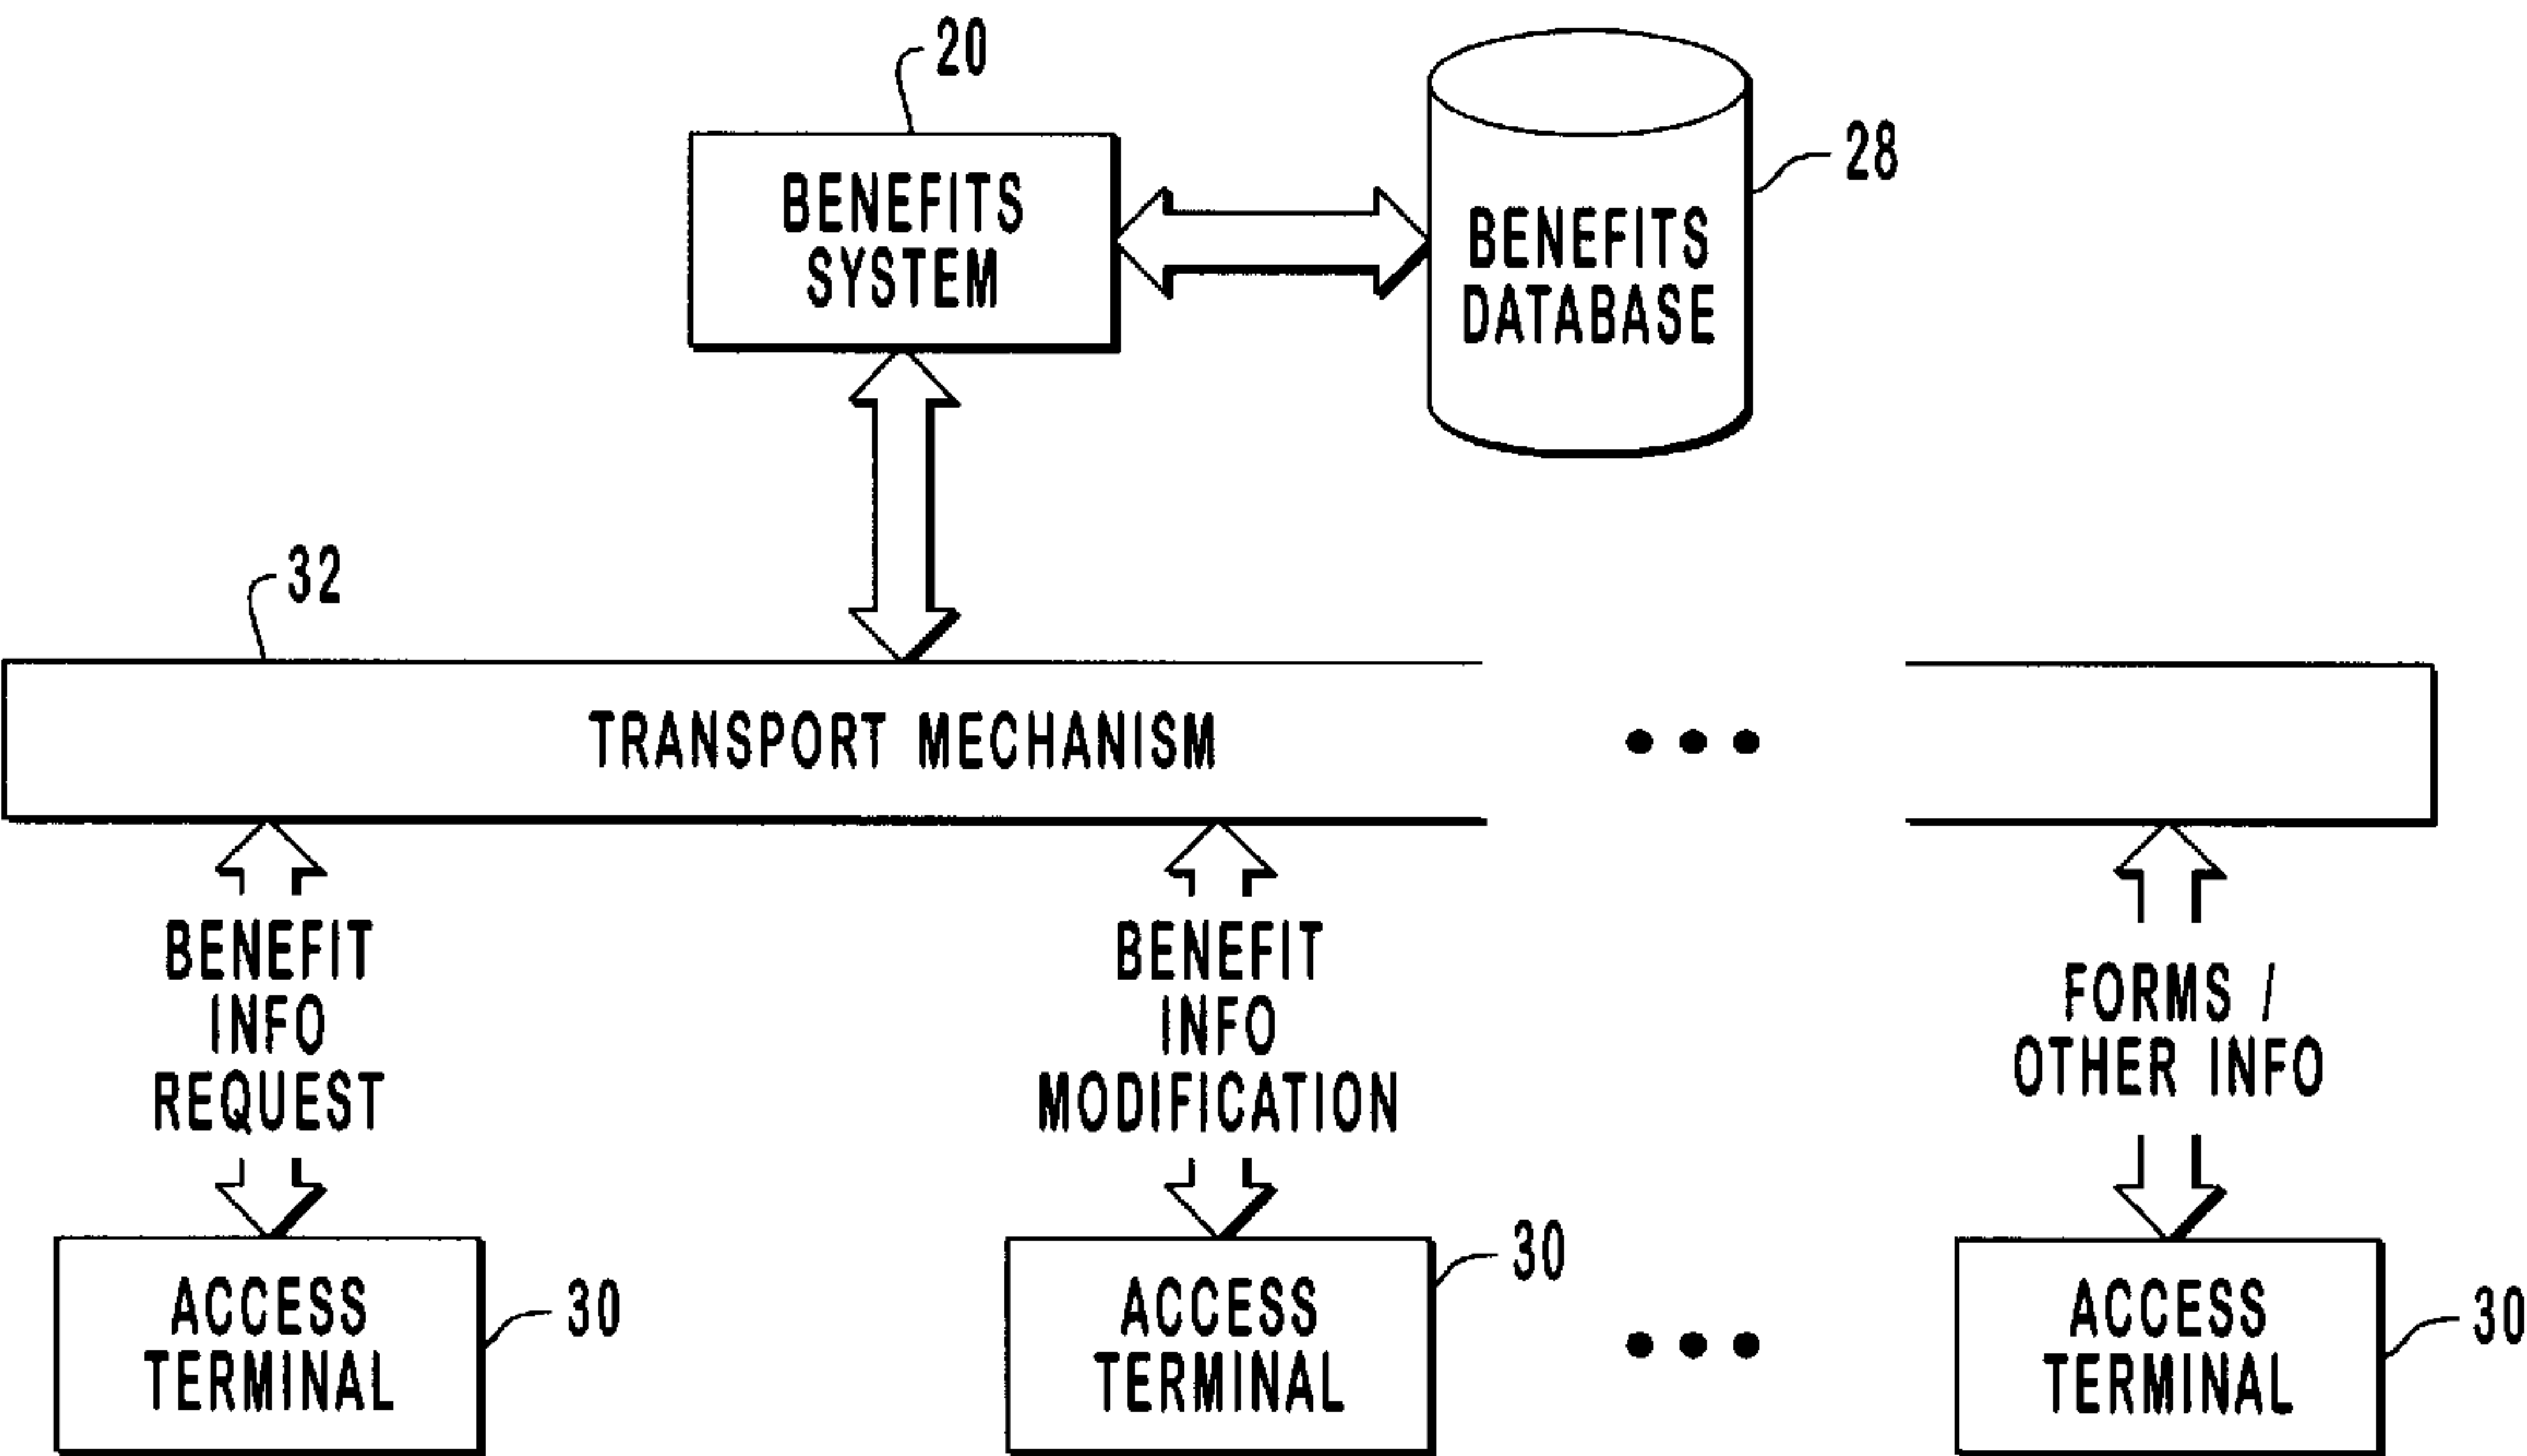 20
28
BENEFITS
SYSTEM
BENEFITS
DATABASE
32
TRANSPORT MECHANISM
BENEFIT
INFO
REQUEST
BENEFIT
INFO
MODIFICATION
FORMS /
OTHER INFO
ACCESS
TERMINAL
30
ACCESS
TERMINAL
30
ACCESS
TERMINAL
30